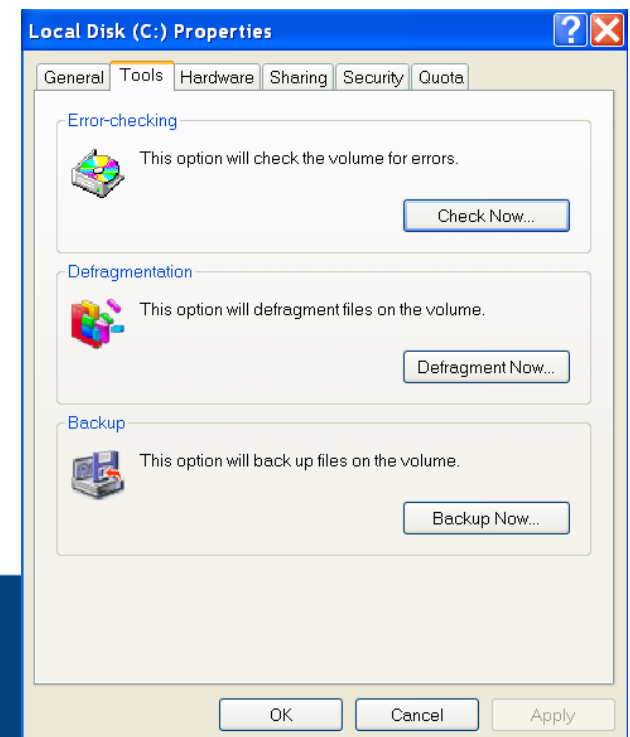 Local Disk (C:) Properties
General Tools Hardware Sharing Security Quota
Error-checking
This option will check the volume for errors.
Check Now...
Defragmentation
This option will defragment files on the volume.
Defragment Now...
Backup
This option will back up files on the volume.
Backup Now...
OK Cancel Apply